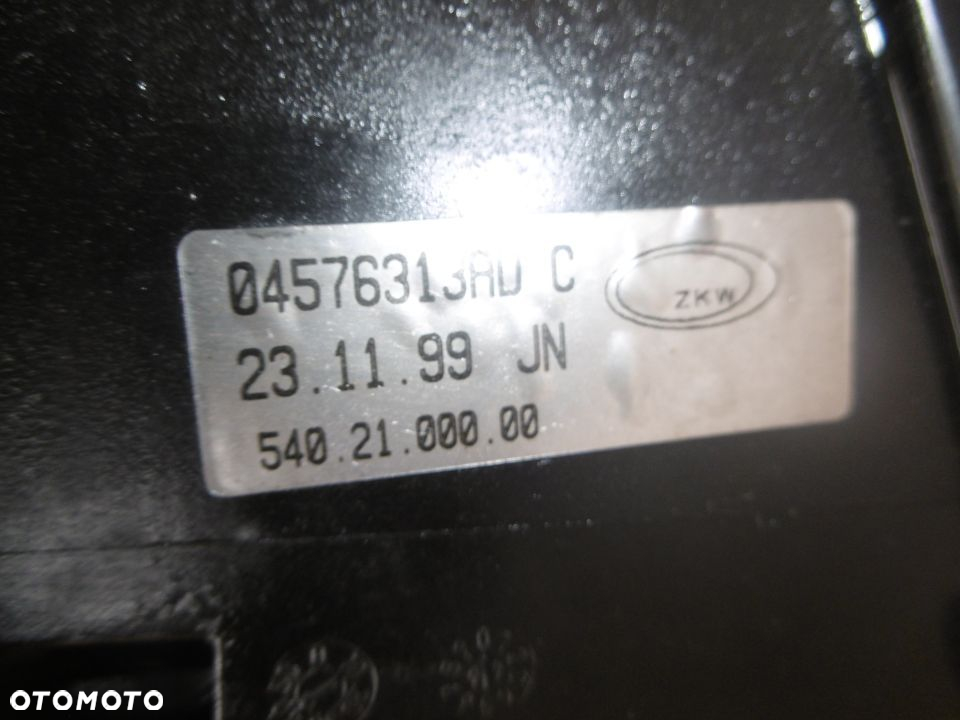 04576313AD C
ZKW
23.11.99 JN
540.21.000.00
OTOMOTO